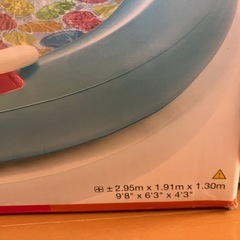 ± 2.95m x 1.91m x 1.30m
9'8" x 6'3" x 4'3"